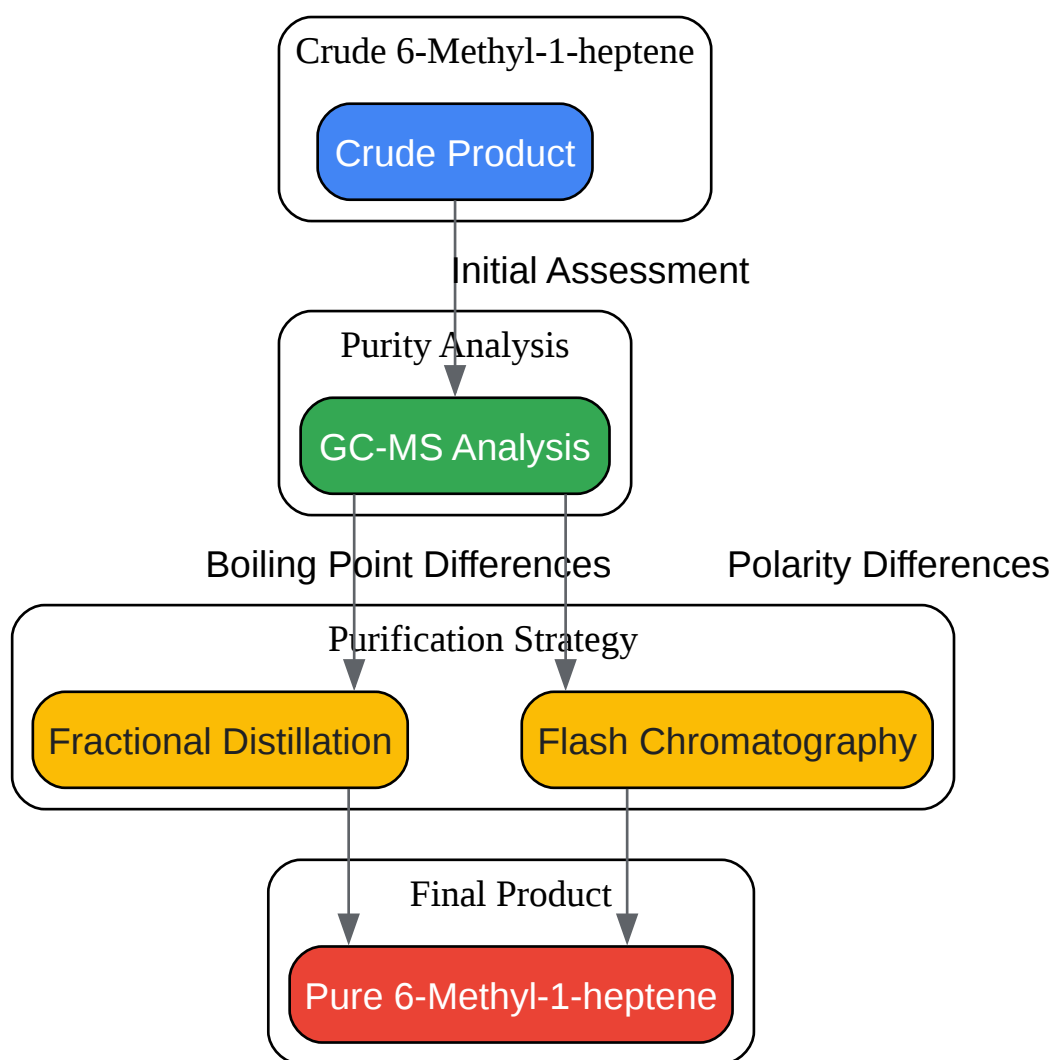 Crude 6-Methyl-1-heptene
Crude Product
Initial Assessment
Purity Analysis
GC-MS Analysis
Boiling Point Differences
Polarity Differences
Purification Strategy
Fractional Distillation
Flash Chromatography
Final Product
Pure 6-Methyl-1-heptene